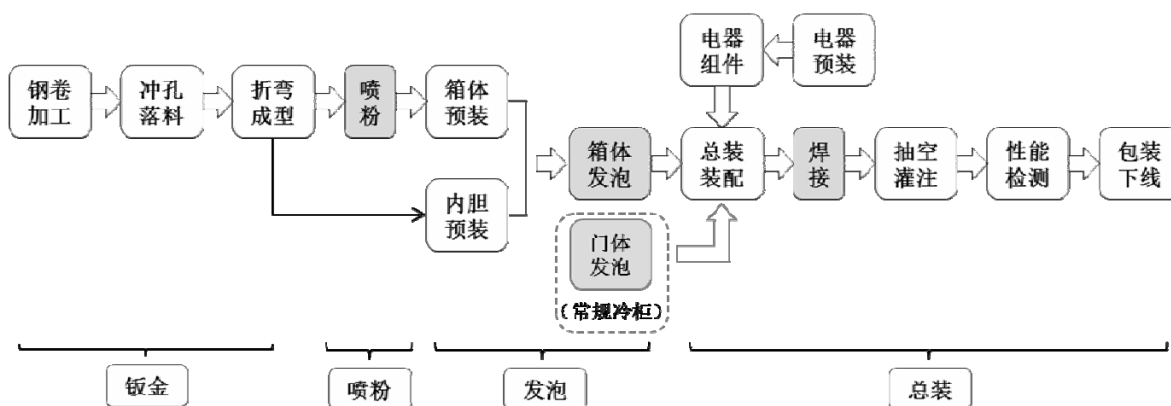 电器
组件
电器
预装
钢卷
加工
冲孔
落料
折弯
成型
喷
粉
箱体
预装
内胆
预装
箱体
发泡
门体
发泡
(常规冷柜)
总装
装配
焊
接
抽空
灌注
性能
检测
包装
下线
钣金
喷粉
发泡
总装